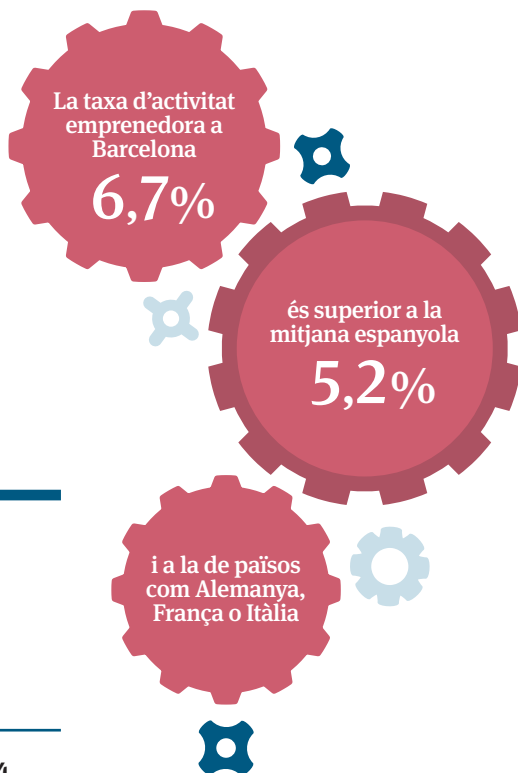 La taxa d’activitat
emprenedora a
Barcelona
6,7%
és superior a la
mitjana espanyola
5,2%
i a la de països
com Alemanya,
França o Itàlia